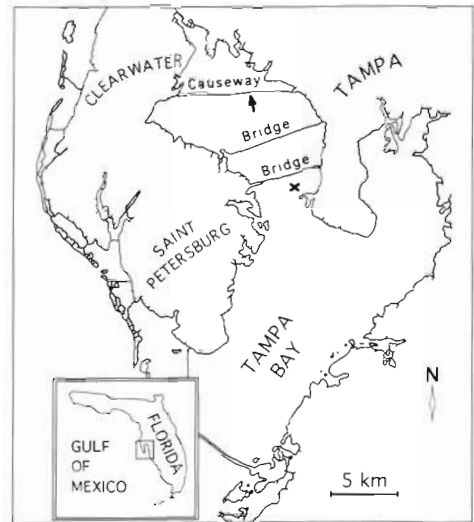 CLEARWATER
Causeway
TAMPA
Bridge
Bridge
x
SAINT
PETERSBURG
TAMPA
BAY
N
FLORIDA
GULF
OF
MEXICO
5 km